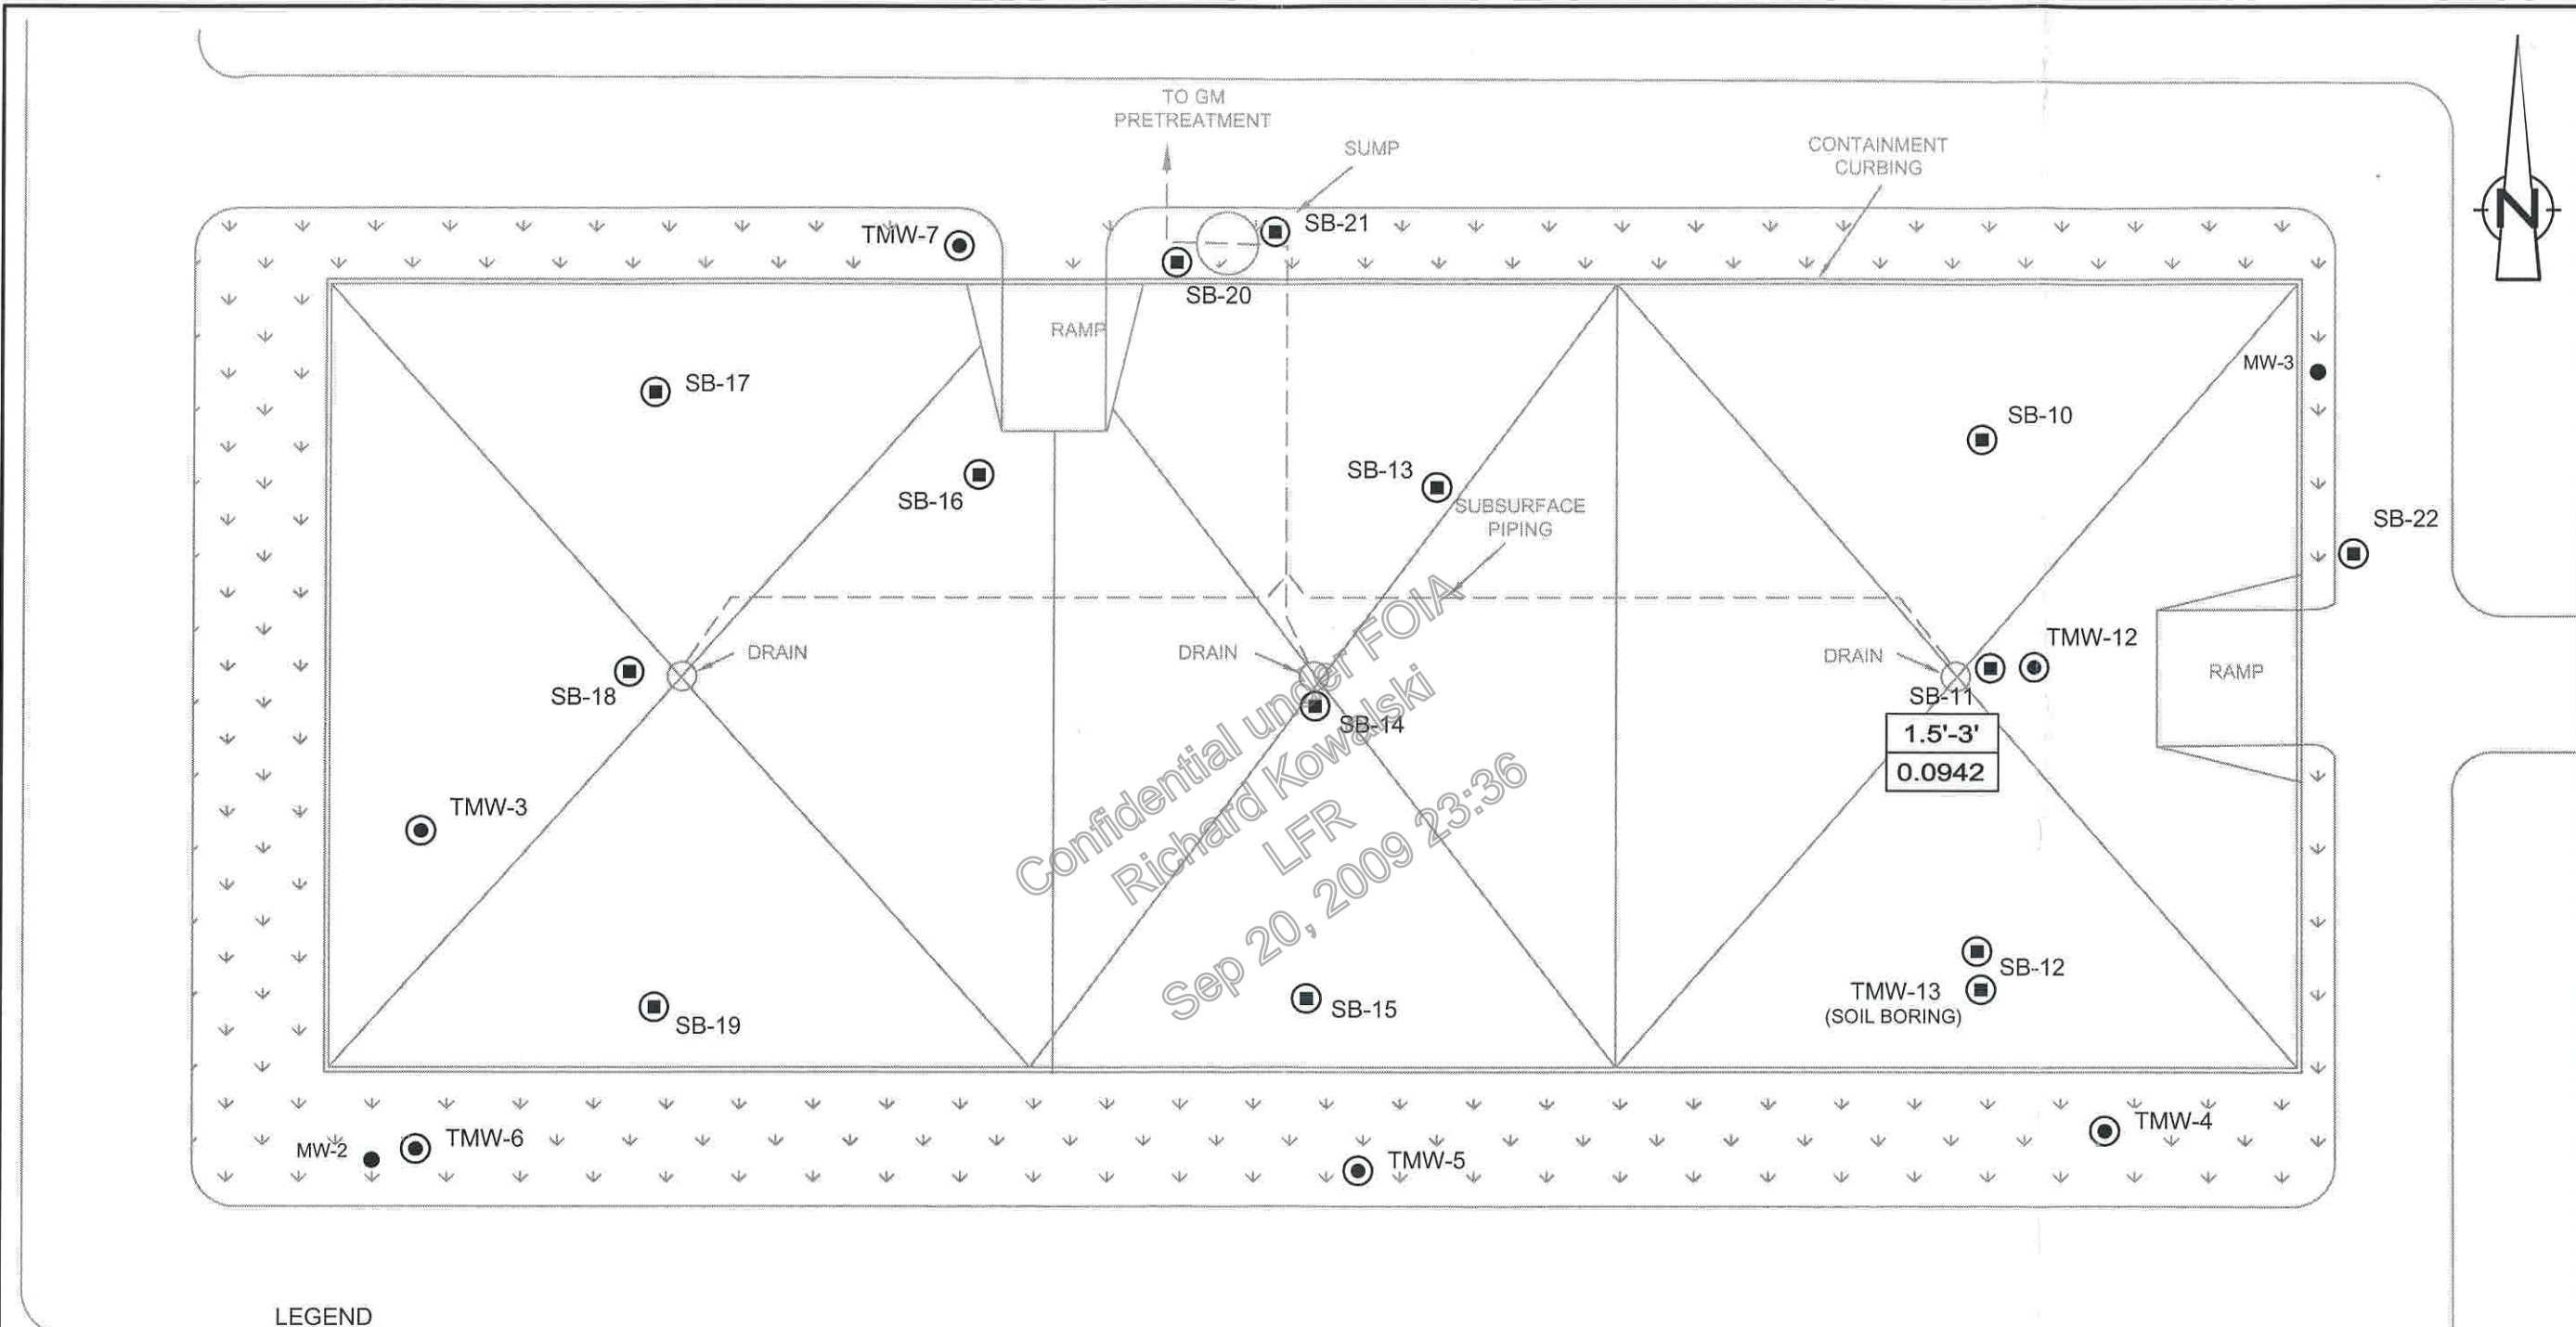 TO GM
PRETREATMENT
SUMP
CONTAINMENT
CURBING
N
TMW-7
SB-21
SB-20
RAMP
MW-3
SB-17
SB-10
SB-16
SB-13
SUBSURFACE
PIPING
SB-22
DRAIN
DRAIN
DRAIN
TMW-12
RAMP
SB-18
SB-11
SB-14
1.5'-3'
0.0942
TMW-3
Confidential under FOIA
Richard Kowalski
LFR
Sep 20, 2009 23:36
SB-12
TMW-13
(SOIL BORING)
SB-19
SB-15
TMW-4
MW-2
TMW-6
TMW-5
LEGEND